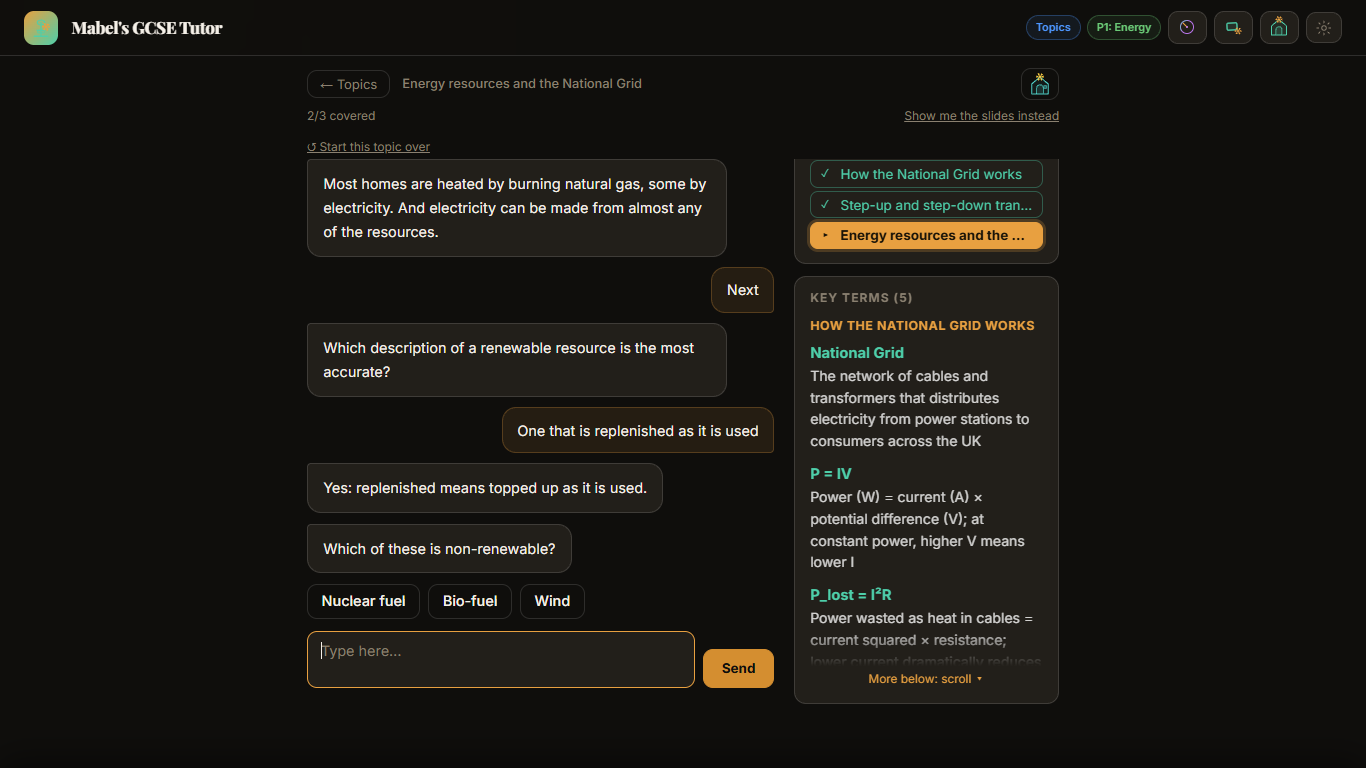 Mabel's GCSE Tutor
Topics
P1: Energy
← Topics
Energy resources and the National Grid
2/3 covered
Show me the slides instead
↺ Start this topic over
Most homes are heated by burning natural gas, some by
electricity. And electricity can be made from almost any
of the resources.
Next
Which description of a renewable resource is the most
accurate?
One that is replenished as it is used
Yes: replenished means topped up as it is used.
Which of these is non-renewable?
Nuclear fuel
Bio-fuel
Wind
Type here...
Send
✓ How the National Grid works
✓ Step-up and step-down tran...
‣ Energy resources and the ...
KEY TERMS (5)
HOW THE NATIONAL GRID WORKS
National Grid
The network of cables and
transformers that distributes
electricity from power stations to
consumers across the UK
P = IV
Power (W) = current (A) ×
potential difference (V); at
constant power, higher V means
lower I
P_lost = I²R
Power wasted as heat in cables =
current squared × resistance;
lower current dramatically reduces
More below: scroll ▾